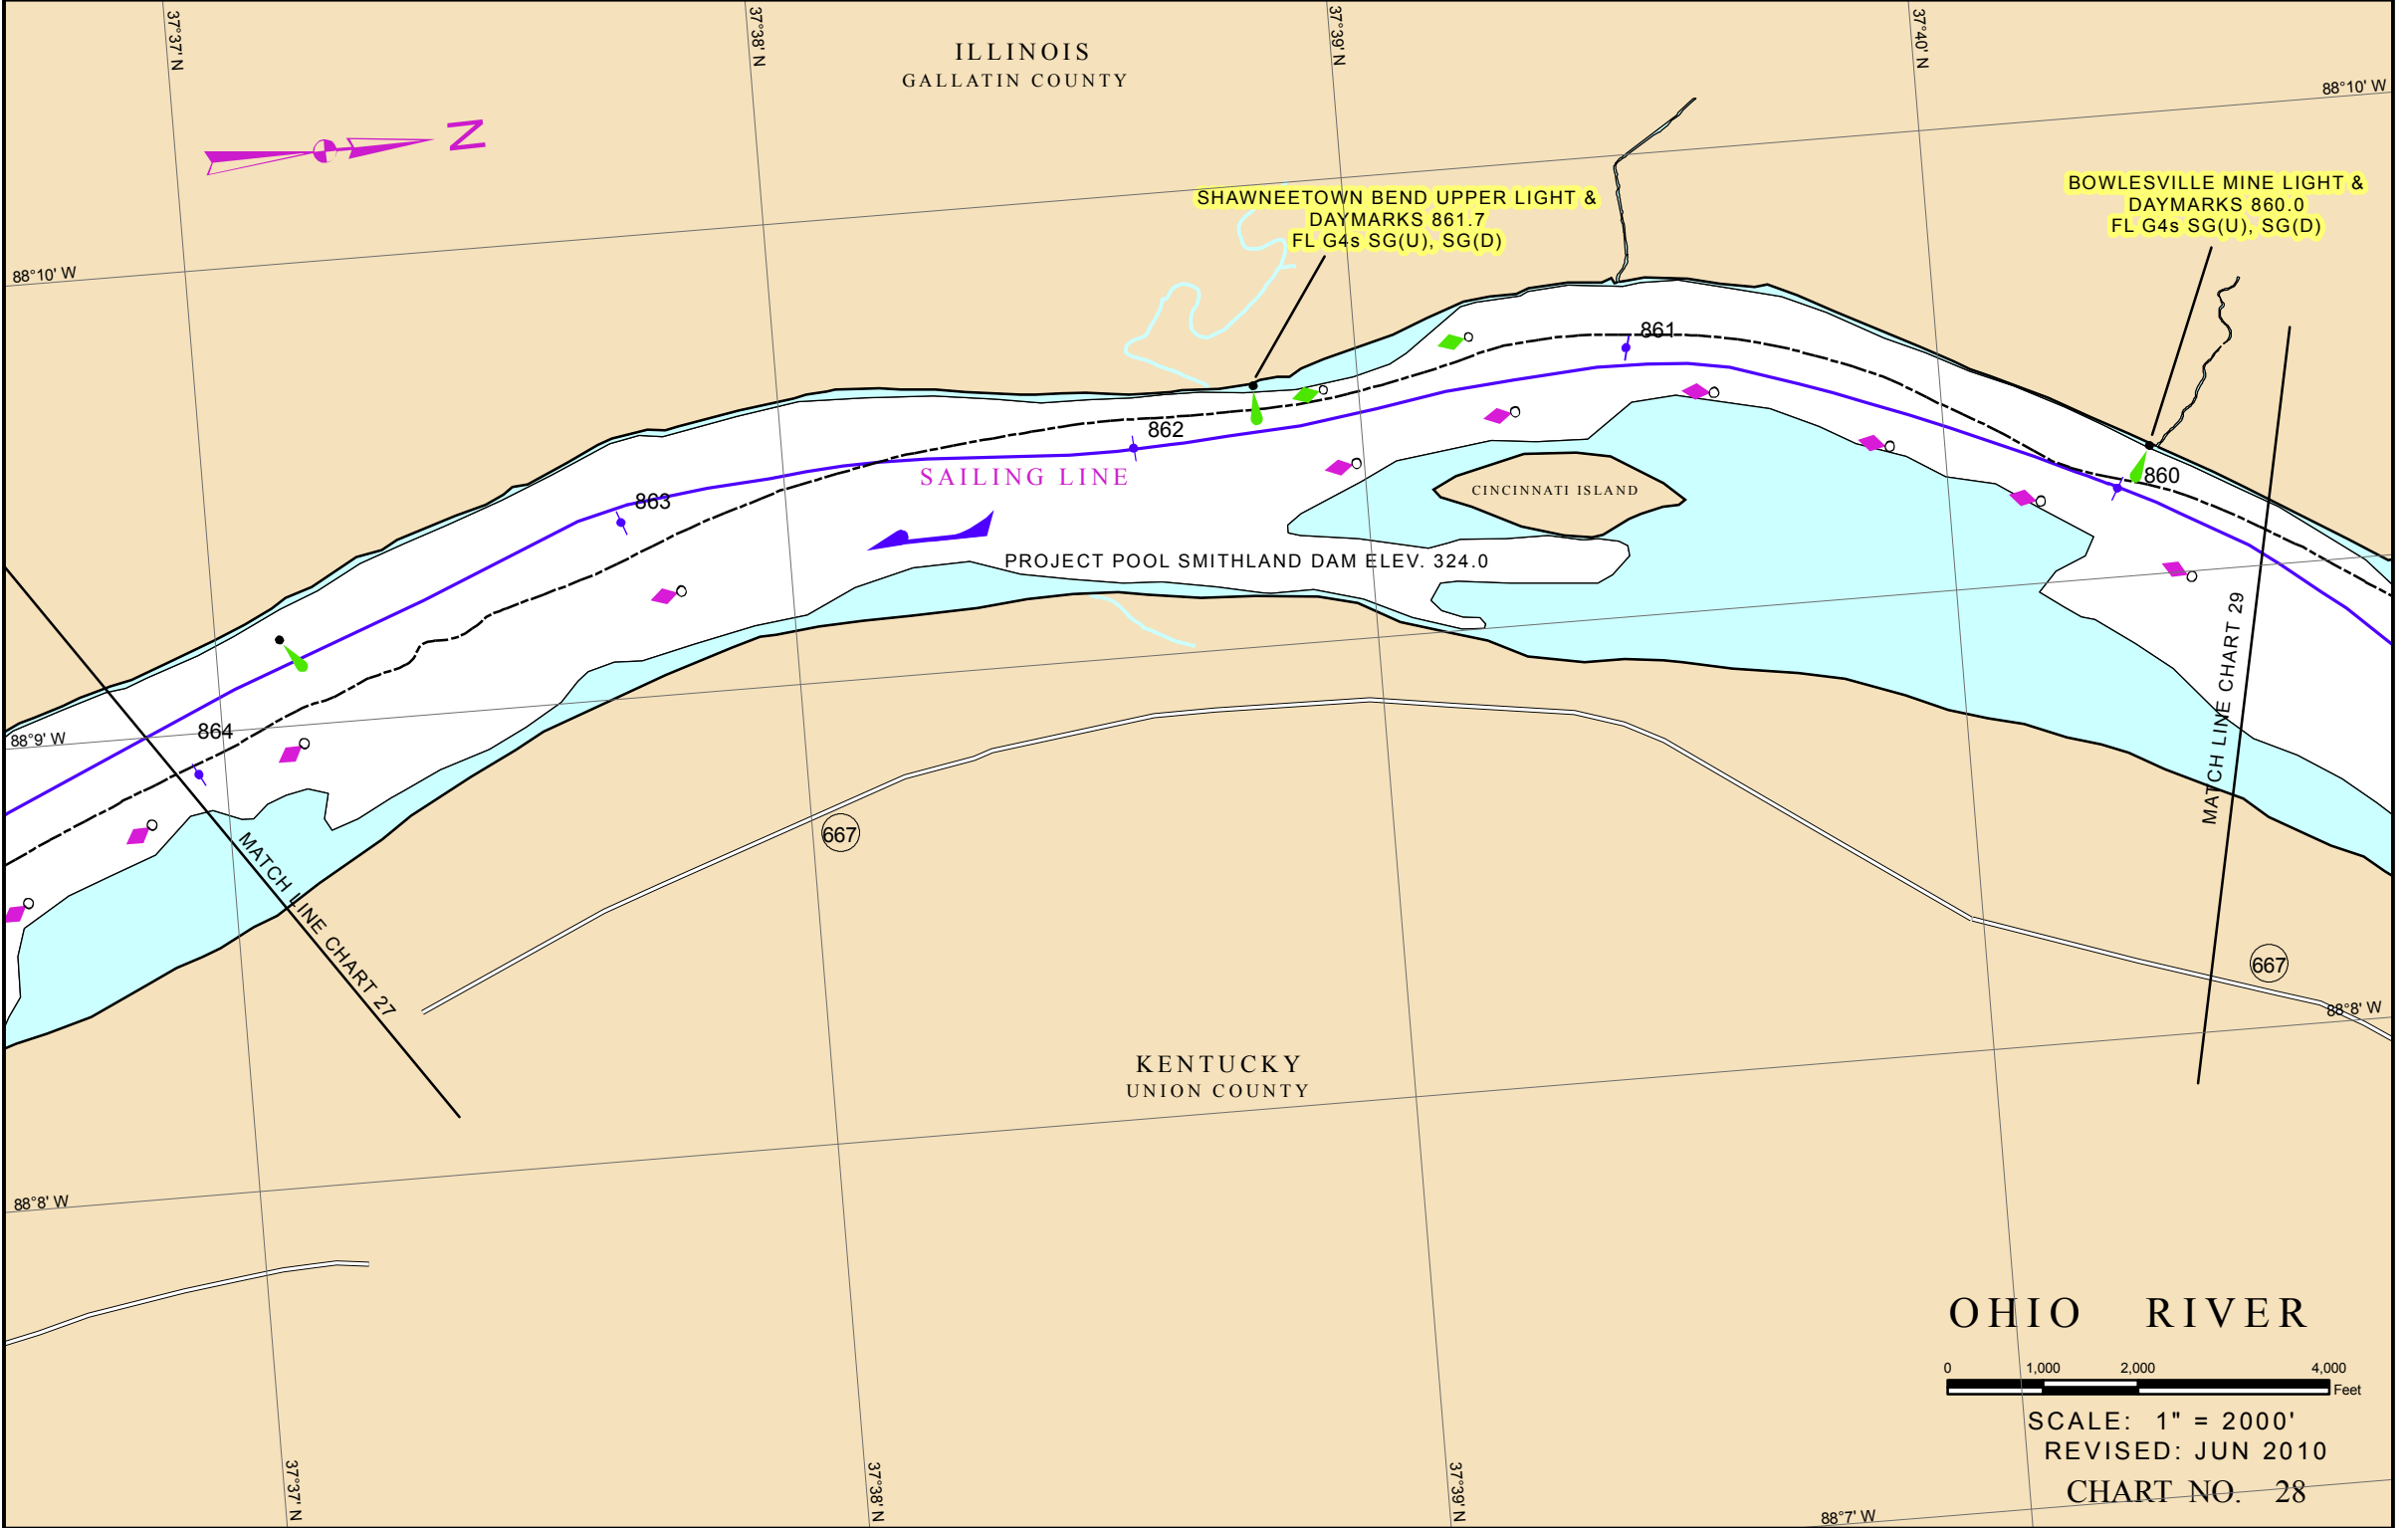 37°37' N
37°38' N
37°39' N
37°40' N
ILLINOIS
GALLATIN COUNTY
88°10' W
N
SHAWNEETOWN BEND UPPER LIGHT &
DAYMARKS 861.7
FL G4s SG(U), SG(D)
BOWLESVILLE MINE LIGHT &
DAYMARKS 860.0
FL G4s SG(U), SG(D)
88°10' W
861
862
860
SAILING LINE
863
CINCINNATI ISLAND
PROJECT POOL SMITHLAND DAM ELEV. 324.0
864
88°9' W
MATCH LINE CHART 29
MATCH LINE CHART 27
667
667
88°8' W
KENTUCKY
UNION COUNTY
88°8' W
OHIO RIVER
0 1,000 2,000 4,000
Feet
SCALE: 1" = 2000'
REVISED: JUN 2010
CHART NO. 28
37°37' N
37°38' N
37°39' N
88°7' W